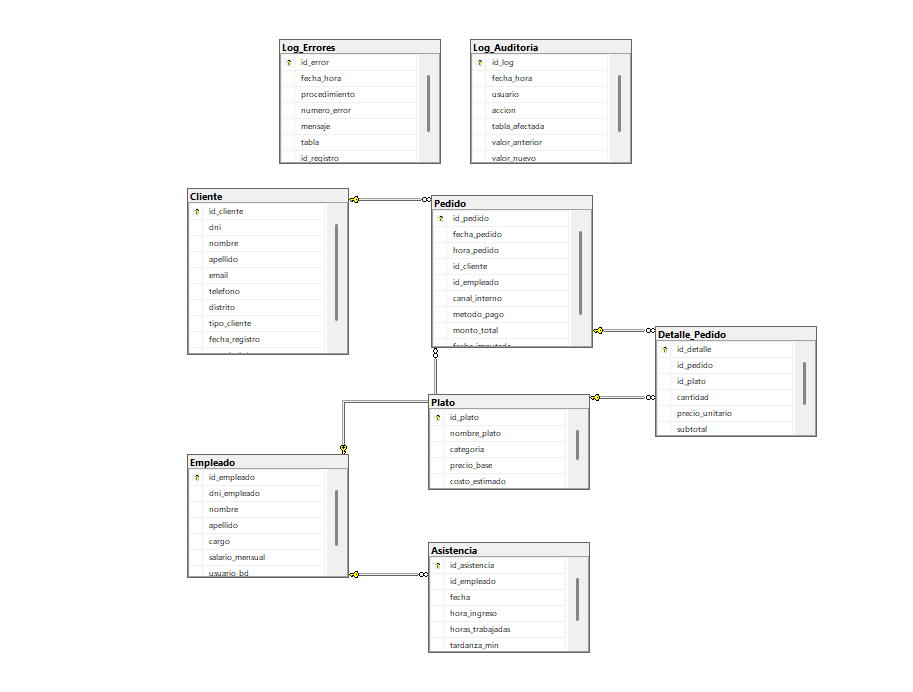 Log_Errores
id_error
fecha_hora
procedimiento
numero_error
mensaje
tabla
id_registro
Log_Auditoria
id_log
fecha_hora
usuario
accion
tabla_afectada
valor_anterior
valor_nuevo
Cliente
id_cliente
dni
nombre
apellido
email
telefono
distrito
tipo_cliente
fecha_registro
Pedido
id_pedido
fecha_pedido
hora_pedido
id_cliente
id_empleado
canal_interno
metodo_pago
monto_total
Detalle_Pedido
id_detalle
id_pedido
id_plato
cantidad
precio_unitario
subtotal
Plato
id_plato
nombre_plato
categoria
precio_base
costo_estimado
Empleado
id_empleado
dni_empleado
nombre
apellido
cargo
salario_mensual
usuario_bd
Asistencia
id_asistencia
id_empleado
fecha
hora_ingreso
horas_trabajadas
tardanza_min